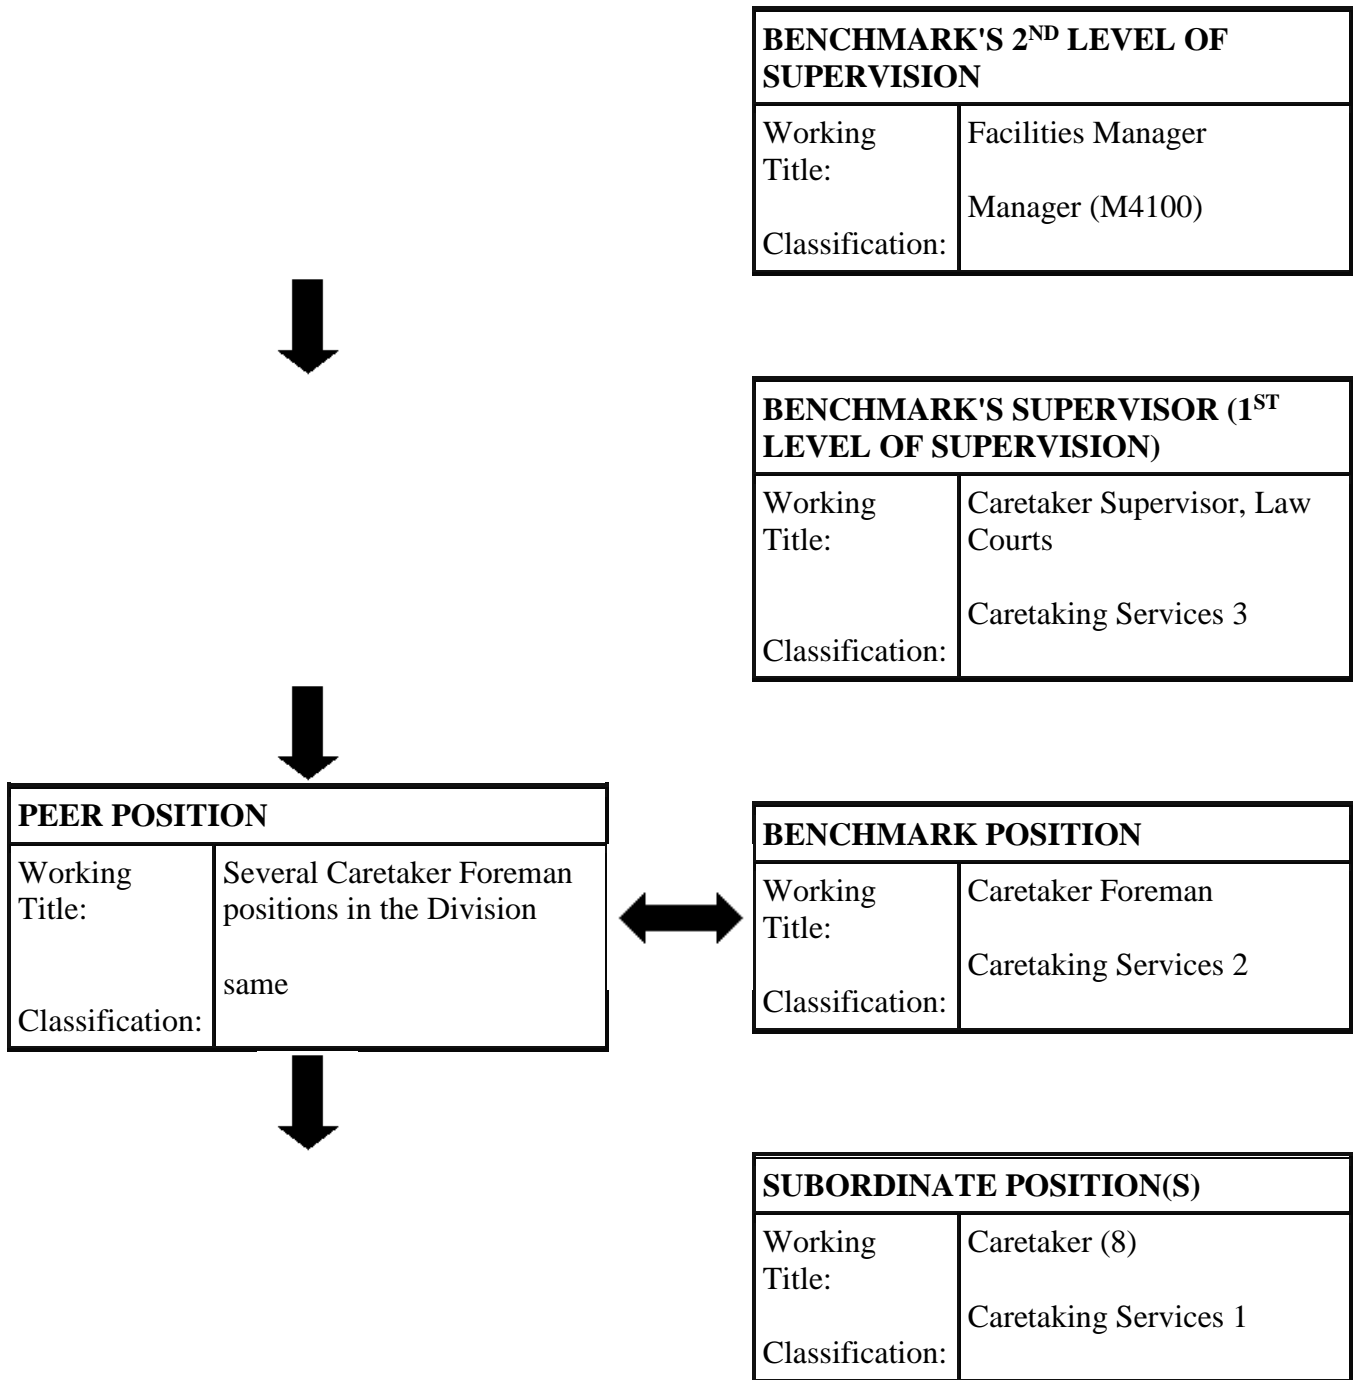 BENCHMARK'S 2ND LEVEL OF
SUPERVISION
Working
Title:
Classification:
Facilities Manager
Manager (M4100)
BENCHMARK'S SUPERVISOR (1ST
LEVEL OF SUPERVISION)
Working
Title:
Classification:
Caretaker Supervisor, Law
Courts
Caretaking Services 3
PEER POSITION
Working
Title:
Classification:
Several Caretaker Foreman
positions in the Division
same
BENCHMARK POSITION
Working
Title:
Classification:
Caretaker Foreman
Caretaking Services 2
SUBORDINATE POSITION(S)
Working
Title:
Classification:
Caretaker (8)
Caretaking Services 1